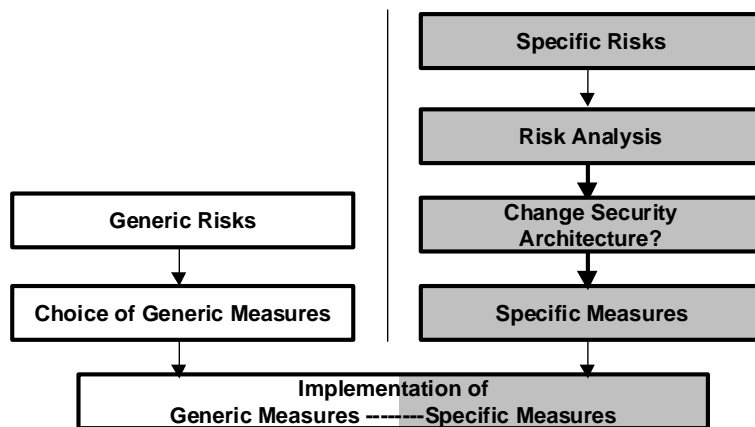 Specific Risks
Risk Analysis
Generic Risks
Change Security
Architecture?
Choice of Generic Measures
Specific Measures
Implementation of
Generic Measures --------Specific Measures